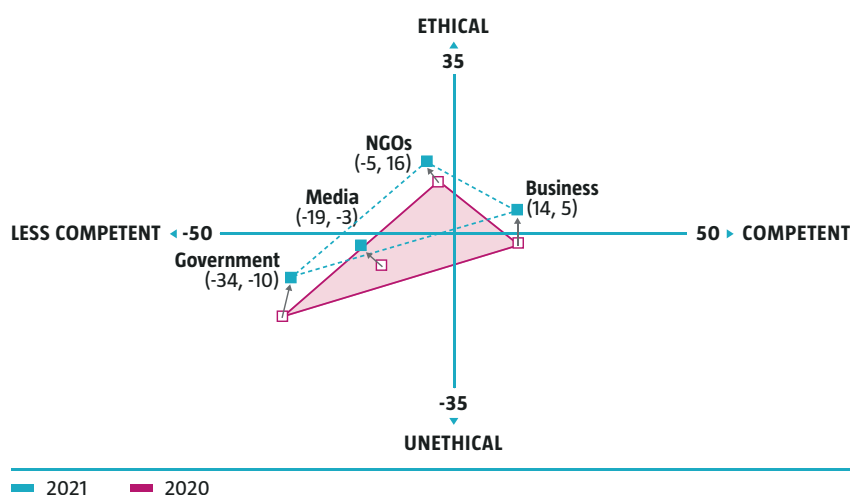 ETHICAL
35
NGOs
(-5, 16)
Media
(-19, -3)
Business
(14, 5)
LESS COMPETENT -50
50 COMPETENT
Government
(-34, -10)
-35
UNETHICAL
2021 2020